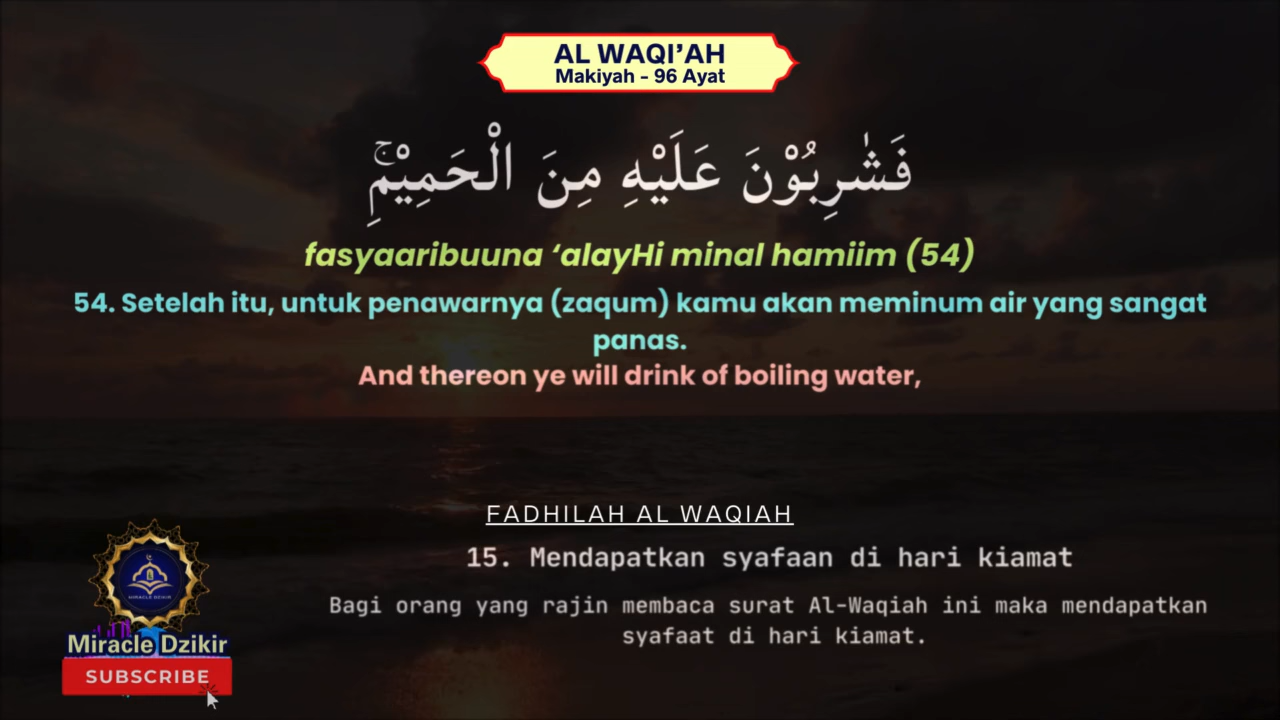 AL WAQI’AH
Makiyah - 96 Ayat
فَشٰرِبُوْنَ عَلَيْهِ مِنَ الْحَمِيْمِۚ
fasyaaribuuna ‘alayHi minal hamiim (54)
54. Setelah itu, untuk penawarnya (zaqum) kamu akan meminum air yang sangat
panas.
And thereon ye will drink of boiling water,
FADHILAH AL WAQIAH
15. Mendapatkan syafaan di hari kiamat
Bagi orang yang rajin membaca surat Al-Waqiah ini maka mendapatkan
syafaat di hari kiamat.
MIRACLE DZIKIR
Miracle Dzikir
SUBSCRIBE